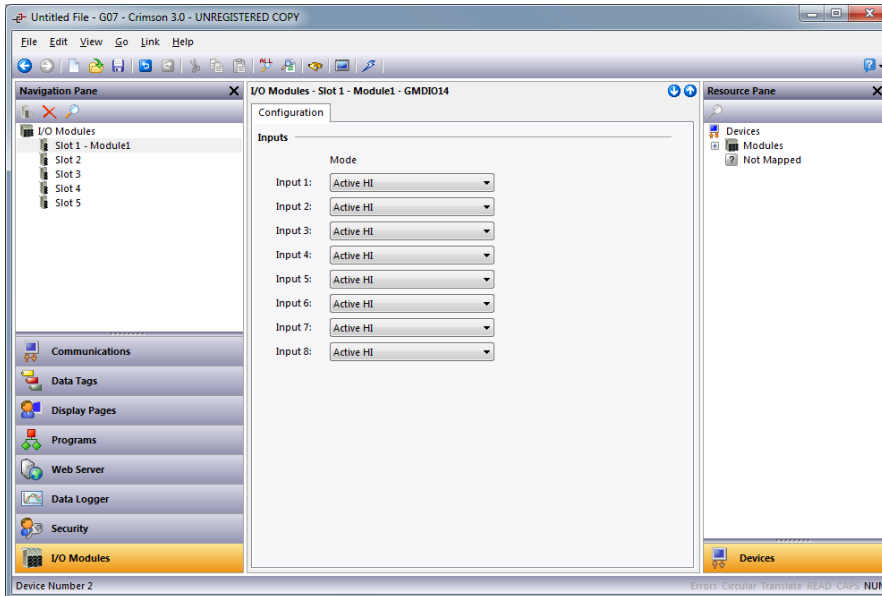 Untitled File - G07 - Crimson 3.0 - UNREGISTERED COPY
File Edit View Go Link Help
Navigation Pane
I/O Modules
Slot 1 - Module1
Slot 2
Slot 3
Slot 4
Slot 5
Communications
Data Tags
Display Pages
Programs
Web Server
Data Logger
Security
I/O Modules
I/O Modules - Slot 1 - Module1 - GMDIO14
Configuration
Inputs
Mode
Input 1: Active HI
Input 2: Active HI
Input 3: Active HI
Input 4: Active HI
Input 5: Active HI
Input 6: Active HI
Input 7: Active HI
Input 8: Active HI
Resource Pane
Devices
Modules
? Not Mapped
Devices
Device Number 2
Errors Circular Translate READ CAPS NUM